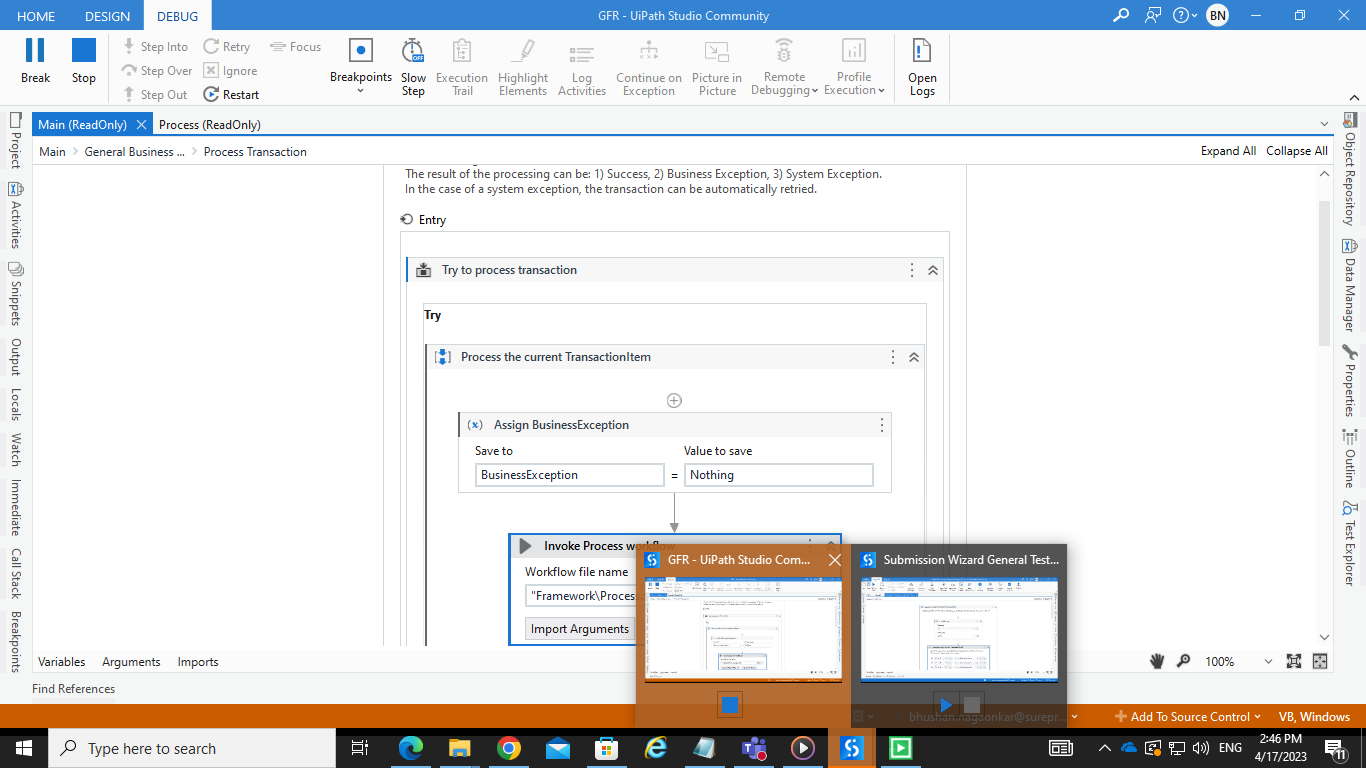 HOME DESIGN DEBUG GFR - UiPath Studio Community BN
Break Stop Step Into Step Over Step Out Retry Ignore Restart Focus Breakpoints Slow Step Execution Trail Highlight Elements Log Activities Continue on Exception Picture in Picture Remote Debugging Profile Execution Open Logs
Main (ReadOnly) Process (ReadOnly)
Main General Business ... Process Transaction Expand All Collapse All
The result of the processing can be: 1) Success, 2) Business Exception, 3) System Exception.
In the case of a system exception, the transaction can be automatically retried.
Entry
Try to process transaction
Try
Process the current TransactionItem
Assign BusinessException
Save to Value to save
BusinessException = Nothing
Invoke Process workflow
Workflow file name
"Framework\Process
Import Arguments
Project
Activities
Snippets
Output
Locals
Watch
Immediate
Call Stack
Breakpoints
Object Repository
Data Manager
Properties
Outline
Test Explorer
GFR - UiPath Studio Com...
Submission Wizard General Test...
Variables Arguments Imports 100%
Find References
bhushan.nagaonkar@surepr... Add To Source Control VB, Windows
Type here to search ENG 2:46 PM
4/17/2023 11